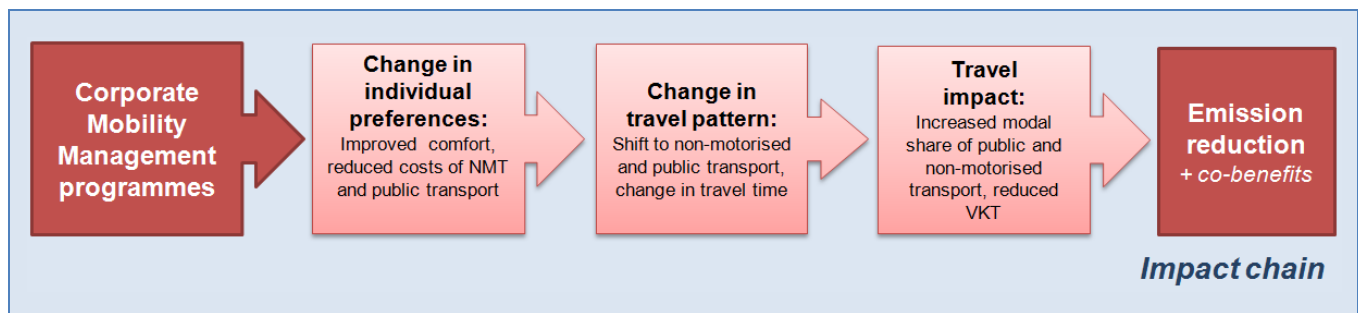 Corporate
Mobility
Management
programmes
Change in
individual
preferences:
Improved comfort,
reduced costs of NMT
and public transport
Change in
travel pattern:
Shift to non-motorised
and public transport,
change in travel time
Travel
impact:
Increased modal
share of public and
non-motorised
transport, reduced
VKT
Emission
reduction
+ co-benefits
Impact chain